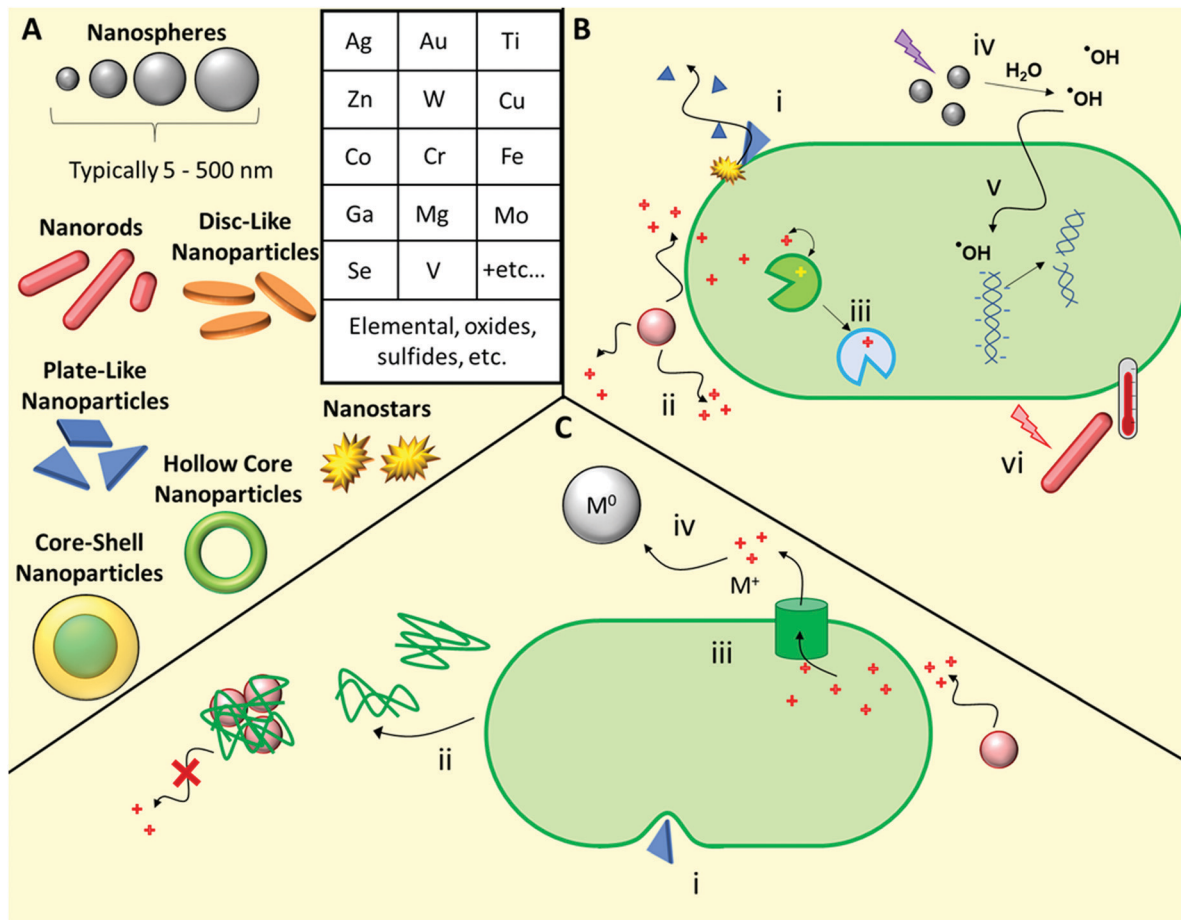 A
Nanospheres
Typically 5 - 500 nm
Nanorods
Disc-Like
Nanoparticles
Plate-Like
Nanoparticles
Nanostars
Hollow Core
Nanoparticles
Core-Shell
Nanoparticles
Ag Au Ti
Zn W Cu
Co Cr Fe
Ga Mg Mo
Se V +etc...
Elemental, oxides,
sulfides, etc.
B
i
ii
iii
iv
H₂O
•OH
•OH
v
•OH
vi
C
M⁰
iv
M⁺
iii
ii
i